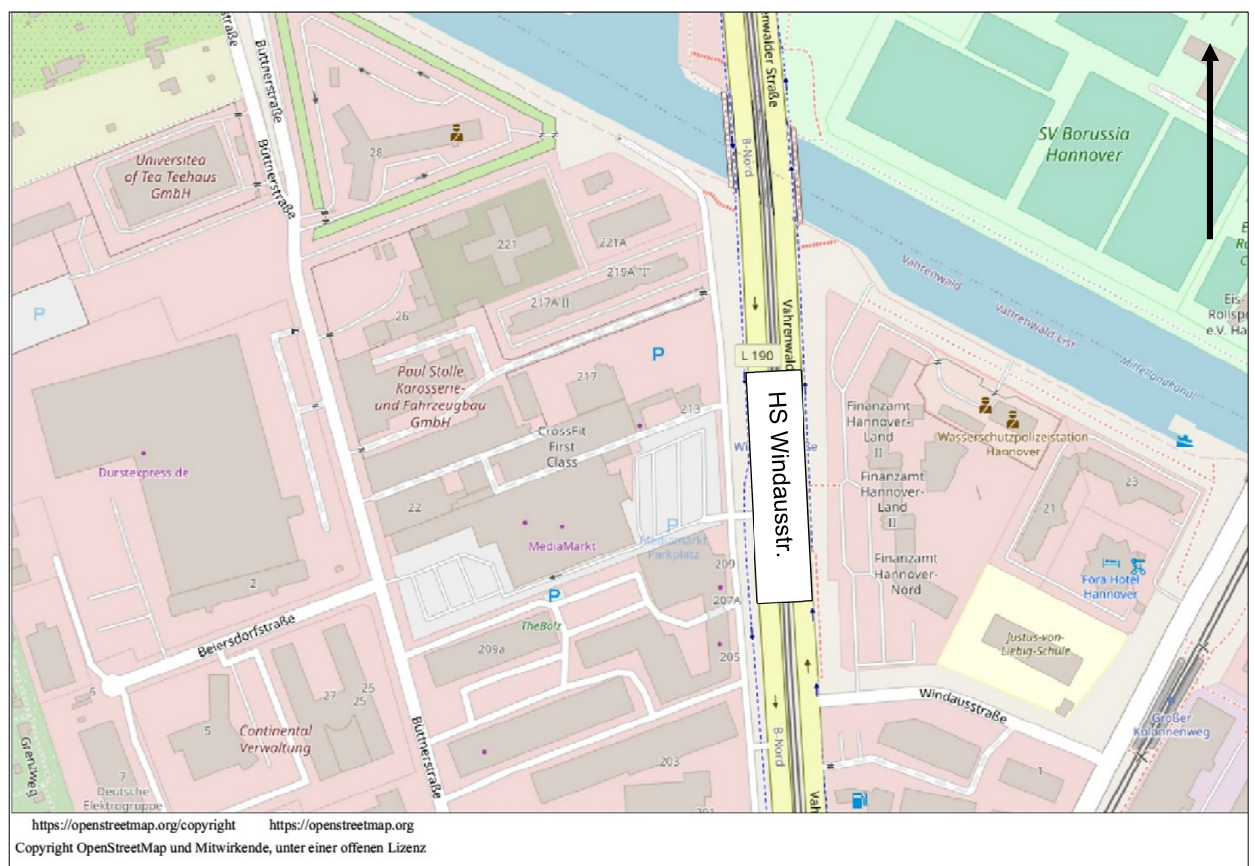 Büttnerstraße
Büttnerstraße
Büttnerstraße
Universitea
of Tea Teehaus
GmbH
28
221
221A
219A "I"
217A II
26
P
Paul Stolle
Karosserie-
und Fahrzeugbau
GmbH
217
213
P
CrossFit
First
Class
Durstexpress.de
22
MediaMarkt
P
Mediamarkt
Parkplatz
209
207A
205
P
TheBolz
209a
2
Beiersdorfstraße
6
5
27
25
25
Continental
Verwaltung
Büttnerstraße
203
Grenzweg
7
Deutsche
Elektrogruppe
B-Nord
L 190
HS Windausstr.
B-Nord
SV Borussia
Hannover
Vahrenwald
Vahrenwald List
Mittellandkanal
Eis-
Finanzamt
Hannover-
Land
II
Finanzamt
Hannover-
Land
II
Finanzamt
Hannover-
Nord
Wasserschutzpolizeistation
Hannover
23
21
Fora Hotel
Hannover
Justus-von-
Liebig-Schule
Windausstraße
Großer
Kolonnenweg
1
https://openstreetmap.org/copyright https://openstreetmap.org
Copyright OpenStreetMap und Mitwirkende, unter einer offenen Lizenz